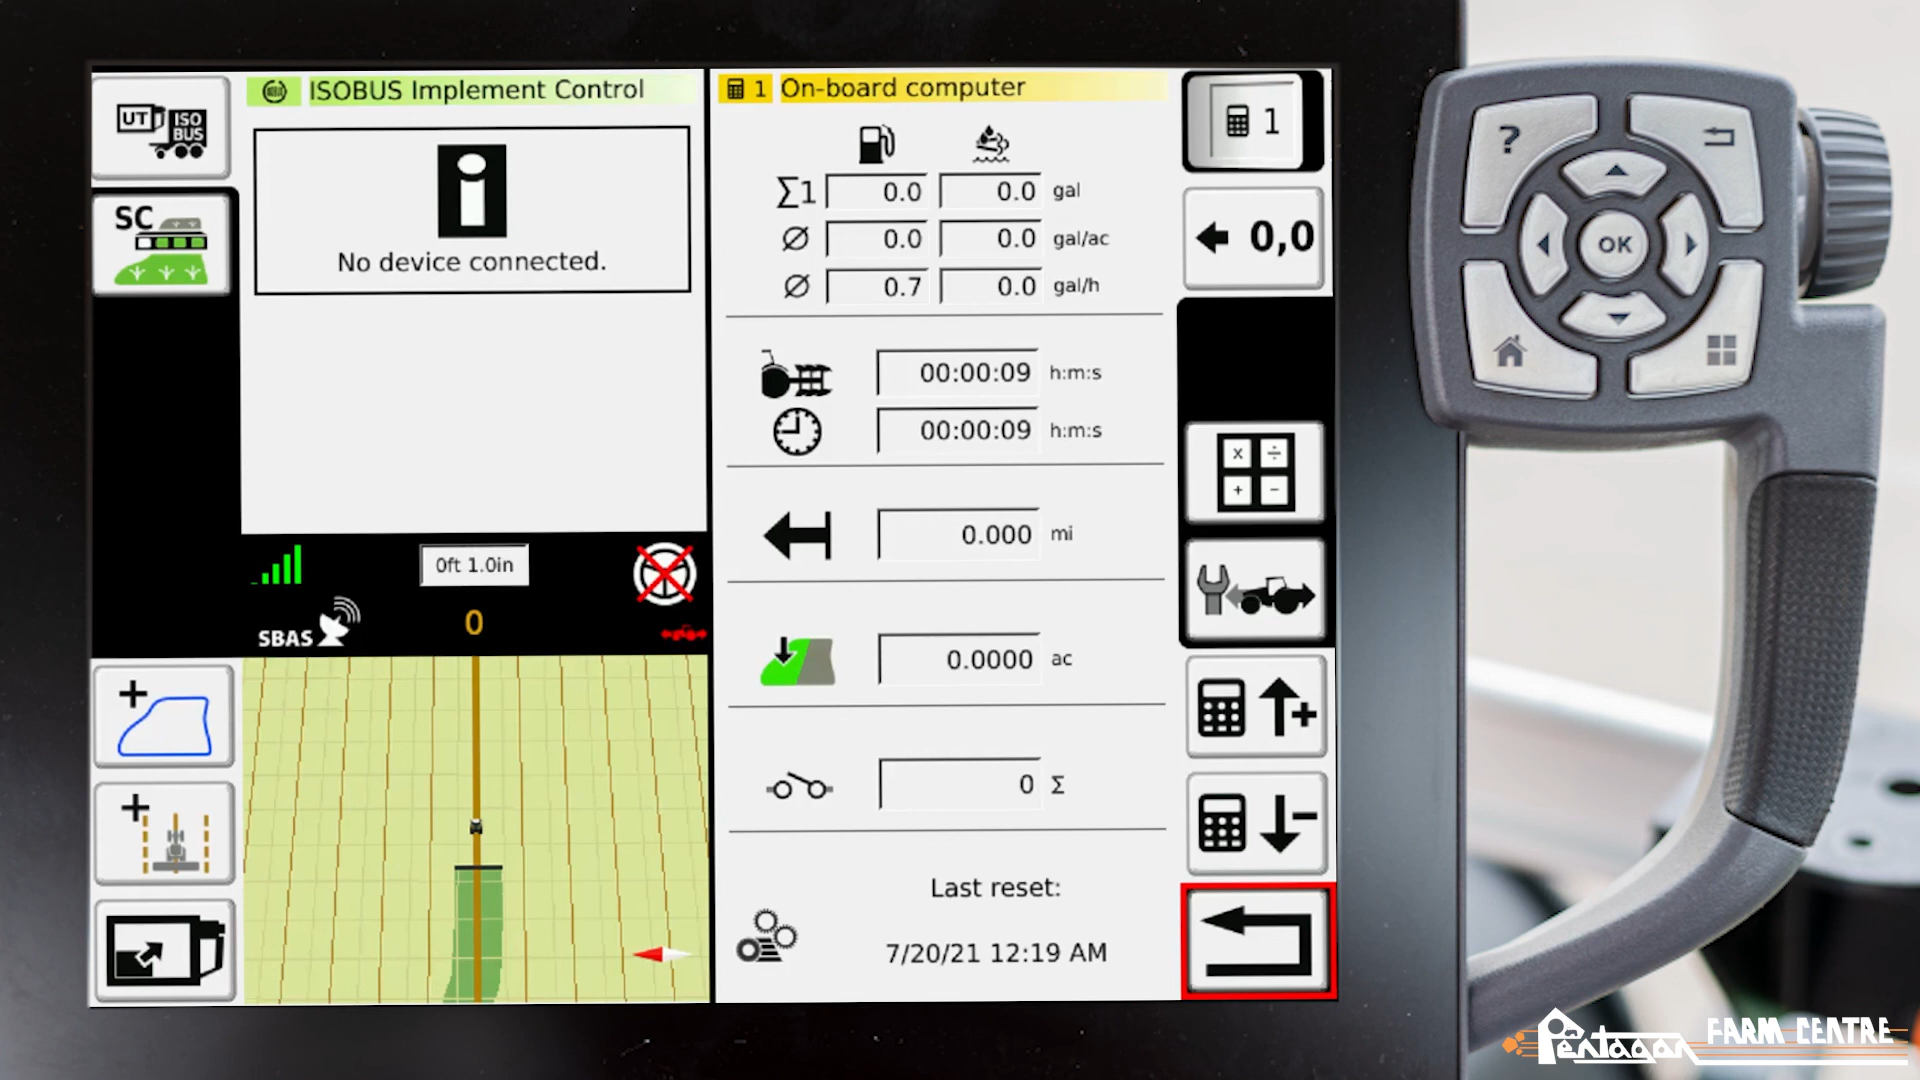 UT ISO BUS
SC
ISOBUS Implement Control
No device connected.
0ft 1.0in
0
SBAS
1 On-board computer
Σ1 0.0 0.0 gal
Ø 0.0 0.0 gal/ac
Ø 0.7 0.0 gal/h
00:00:09 h:m:s
00:00:09 h:m:s
0.000 mi
0.0000 ac
0 Σ
Last reset:
7/20/21 12:19 AM
1
0,0
x ÷
+ −
+
−
+
+
?
OK
Pentagon FARM CENTRE